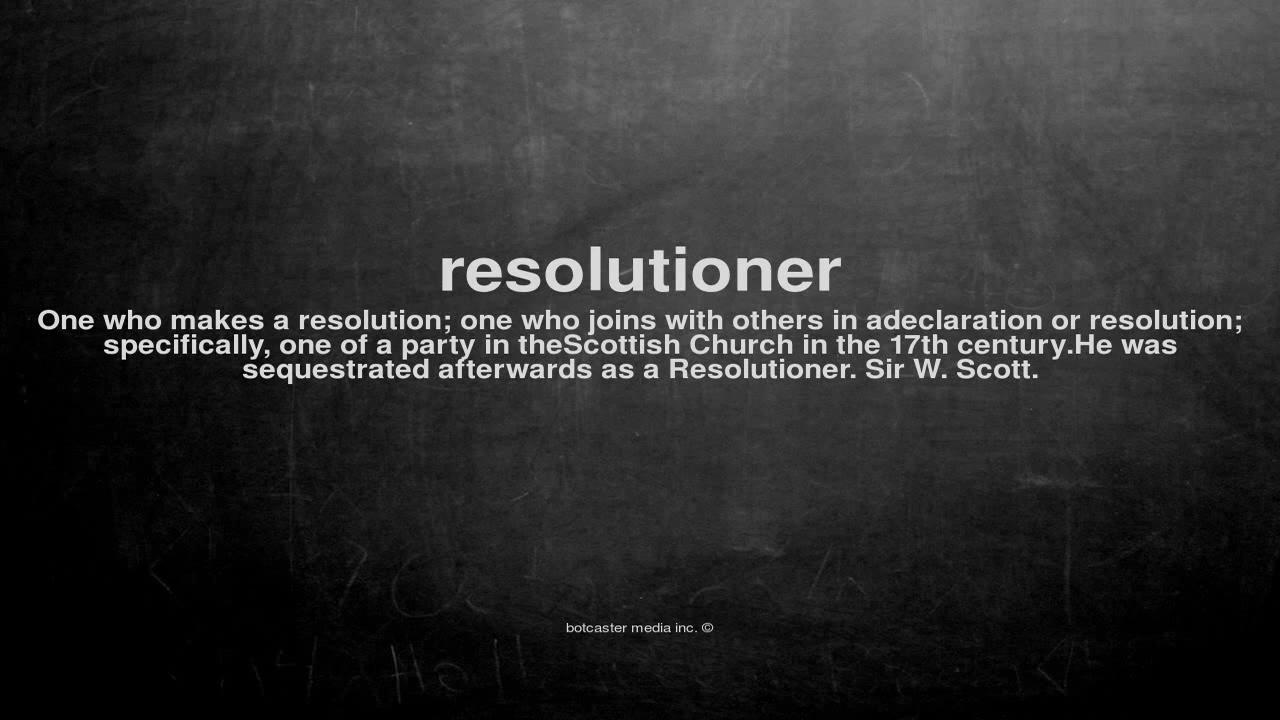 resolutioner
One who makes a resolution; one who joins with others in adeclaration or resolution;
specifically, one of a party in theScottish Church in the 17th century.He was
sequestrated afterwards as a Resolutioner. Sir W. Scott.
botcaster media inc. ©